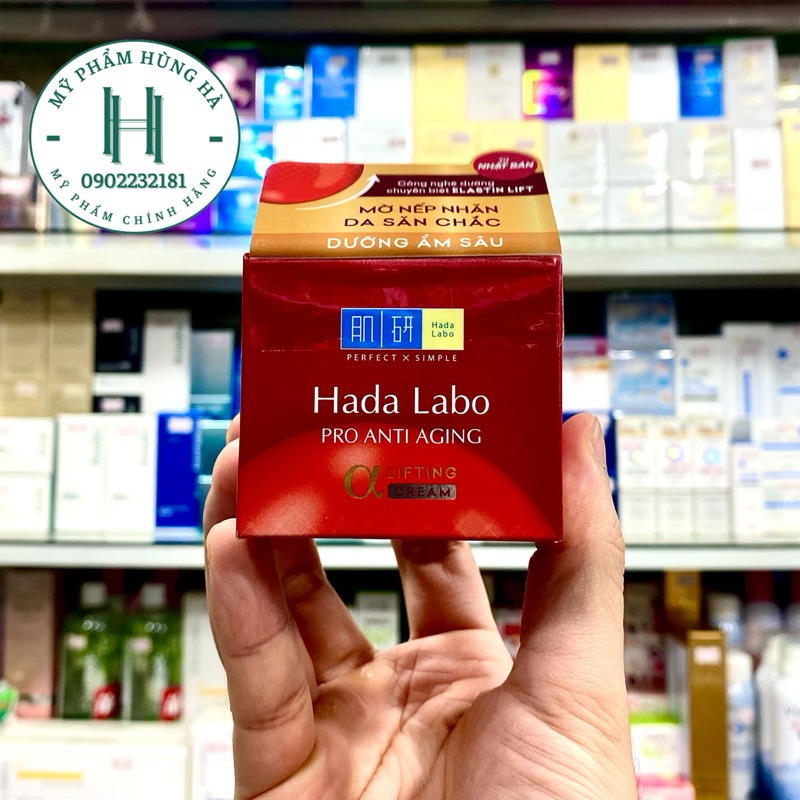 MỸ PHẨM HÙNG HÀ
H
0902232181
MỸ PHẨM CHÍNH HÃNG
TỪ
NHẬT BẢN
Công nghệ dưỡng
chuyên biệt ELASTIN LIFT
MỜ NẾP NHĂN
DA SĂN CHẮC
DƯỠNG ẨM SÂU
肌 研
Hada
Labo
PERFECT × SIMPLE
Hada Labo
PRO ANTI AGING
α LIFTING
CREAM